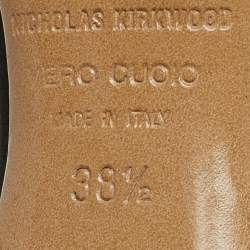 NICHOLAS KIRKWOOD
VERO CUOIO
MADE IN ITALY
38½